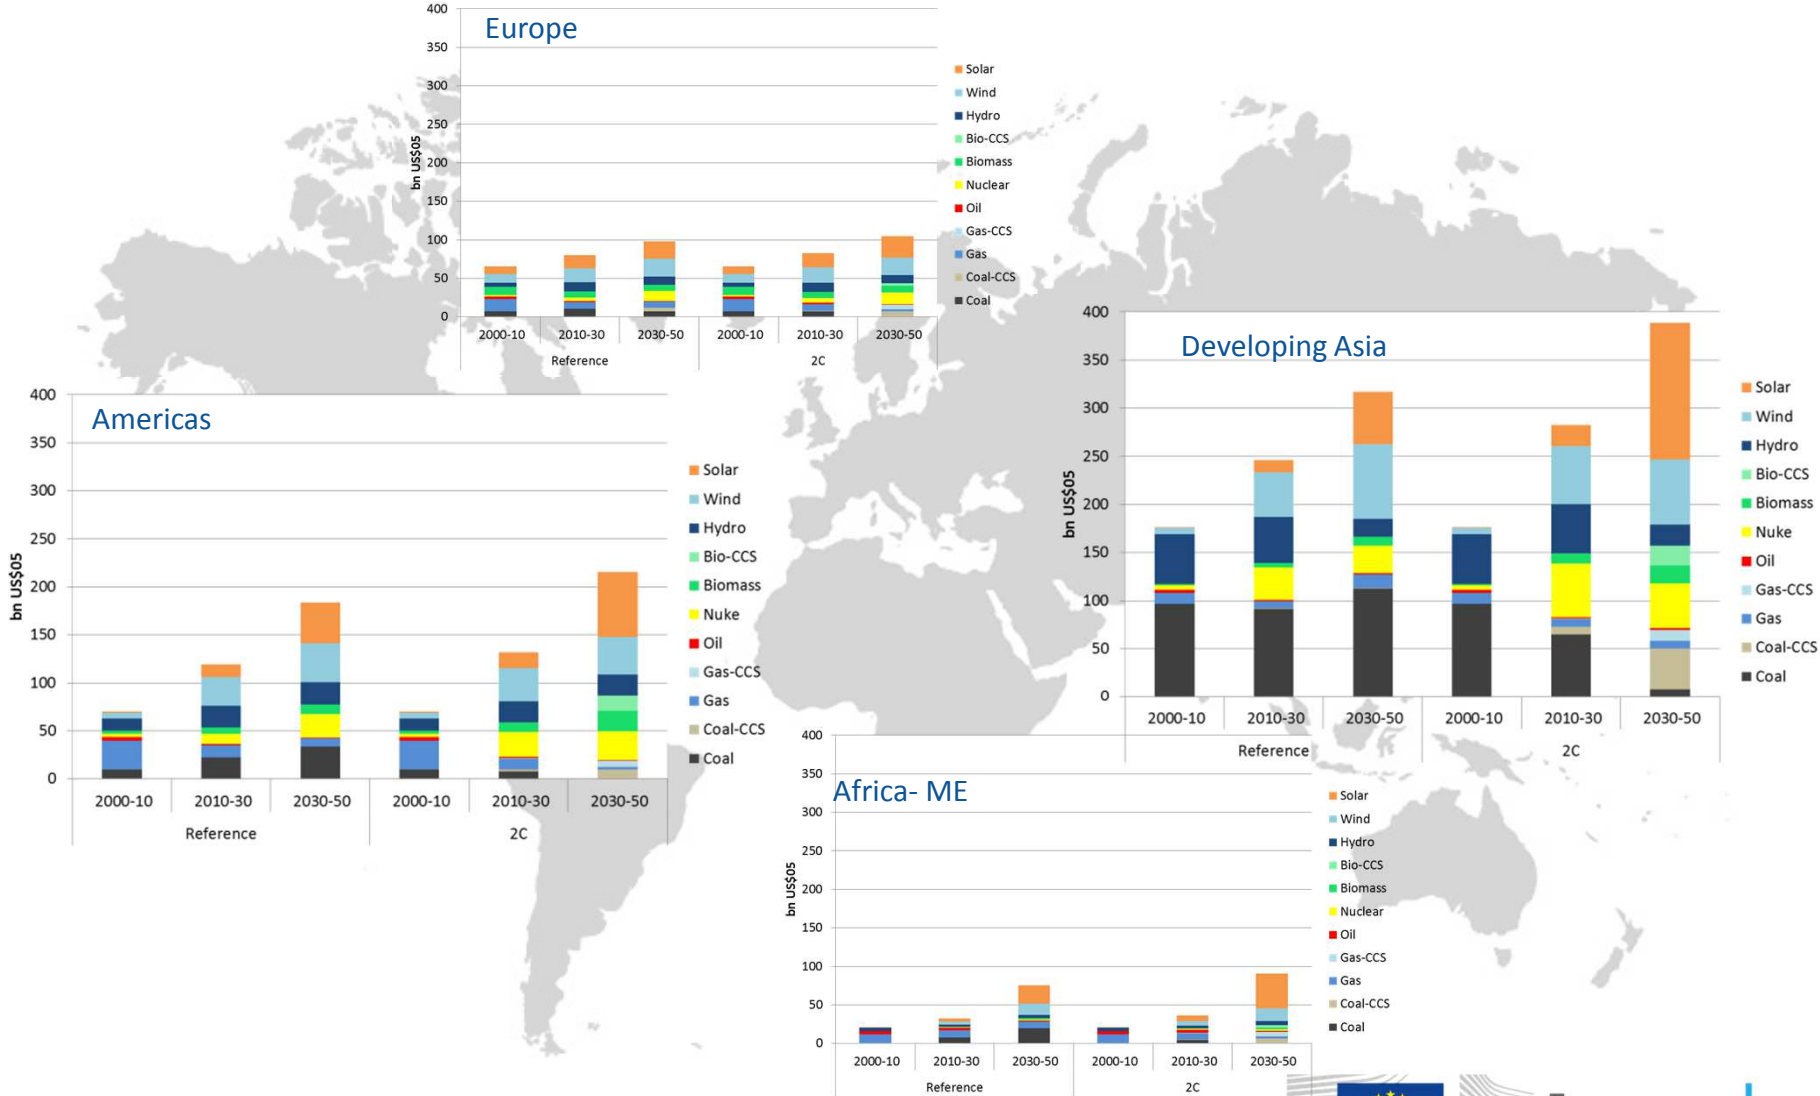 Europe
400
350
300
250
200
150
100
50
0
bn US$05
2000-10 2010-30 2030-50 2000-10 2010-30 2030-50
Reference 2C
Solar
Wind
Hydro
Bio-CCS
Biomass
Nuclear
Oil
Gas-CCS
Gas
Coal-CCS
Coal
Americas
400
350
300
250
200
150
100
50
0
bn US$05
2000-10 2010-30 2030-50 2000-10 2010-30 2030-50
Reference 2C
Solar
Wind
Hydro
Bio-CCS
Biomass
Nuke
Oil
Gas-CCS
Gas
Coal-CCS
Coal
Developing Asia
400
350
300
250
200
150
100
50
0
bn US$05
2000-10 2010-30 2030-50 2000-10 2010-30 2030-50
Reference 2C
Solar
Wind
Hydro
Bio-CCS
Biomass
Nuke
Oil
Gas-CCS
Gas
Coal-CCS
Coal
Africa- ME
400
350
300
250
200
150
100
50
0
bn US$05
2000-10 2010-30 2030-50 2000-10 2010-30 2030-50
Reference 2C
Solar
Wind
Hydro
Bio-CCS
Biomass
Nuclear
Oil
Gas-CCS
Gas
Coal-CCS
Coal